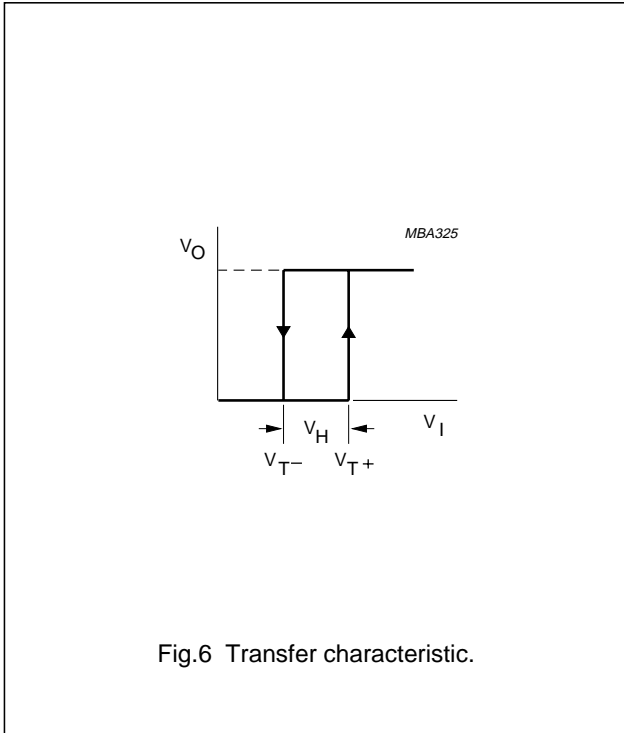 MBA325
VO
VH
VI
VT−
VT+
Fig.6 Transfer characteristic.